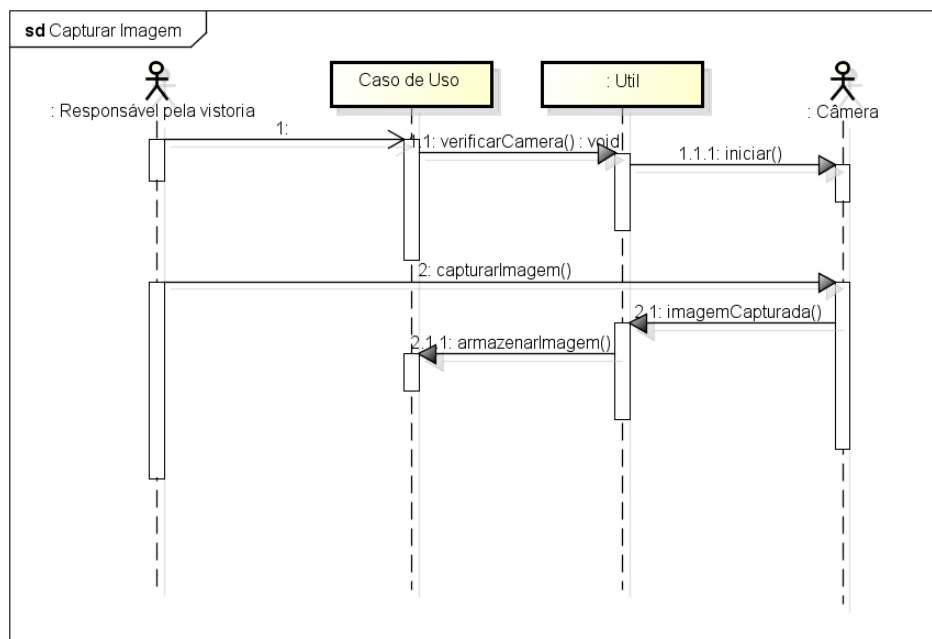 sd Capturar Imagem
: Responsável pela vistoria
Caso de Uso
: Util
: Câmera
1:
1.1: verificarCamera() : void
1.1.1: iniciar()
2: capturarImagem()
2.1: imagemCapturada()
2.1.1: armazenarImagem()